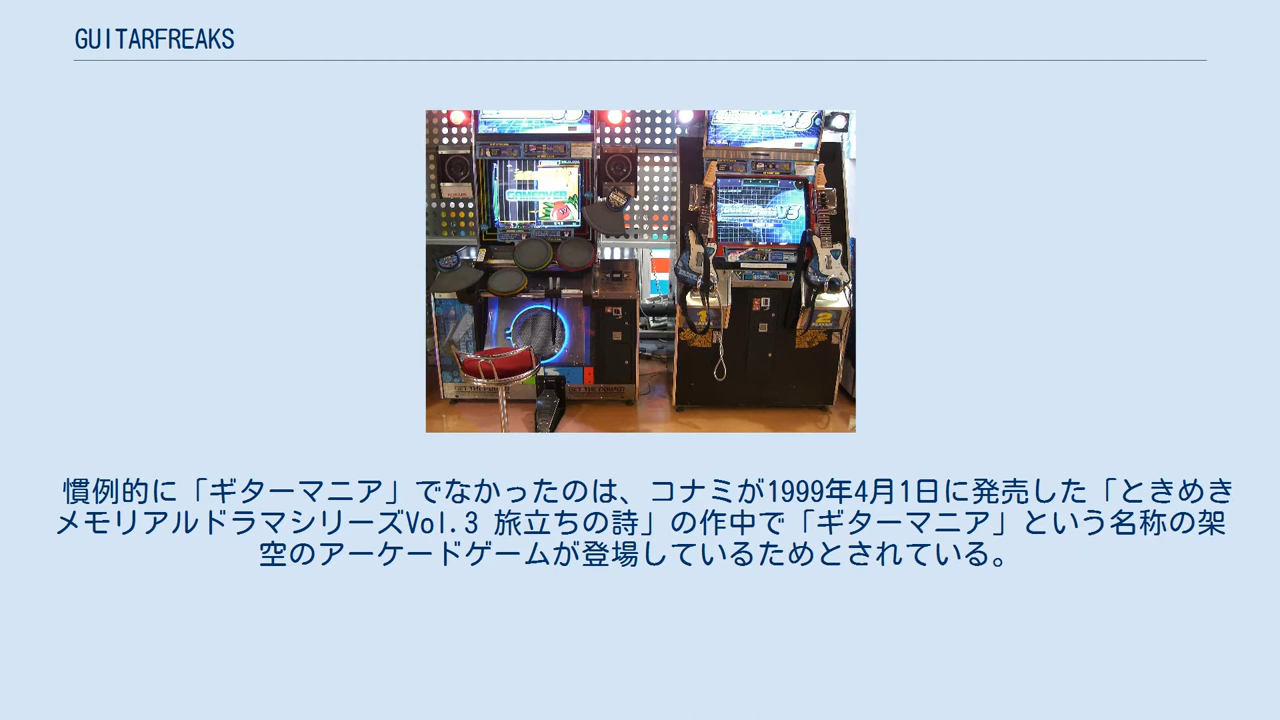 GUITARFREAKS
GAMEOVER
V3
1
2
慣例的に「ギターマニア」でなかったのは、コナミが1999年4月1日に発売した「ときめき
メモリアルドラマシリーズVol.3 旅立ちの詩」の作中で「ギターマニア」という名称の架
空のアーケードゲームが登場しているためとされている。